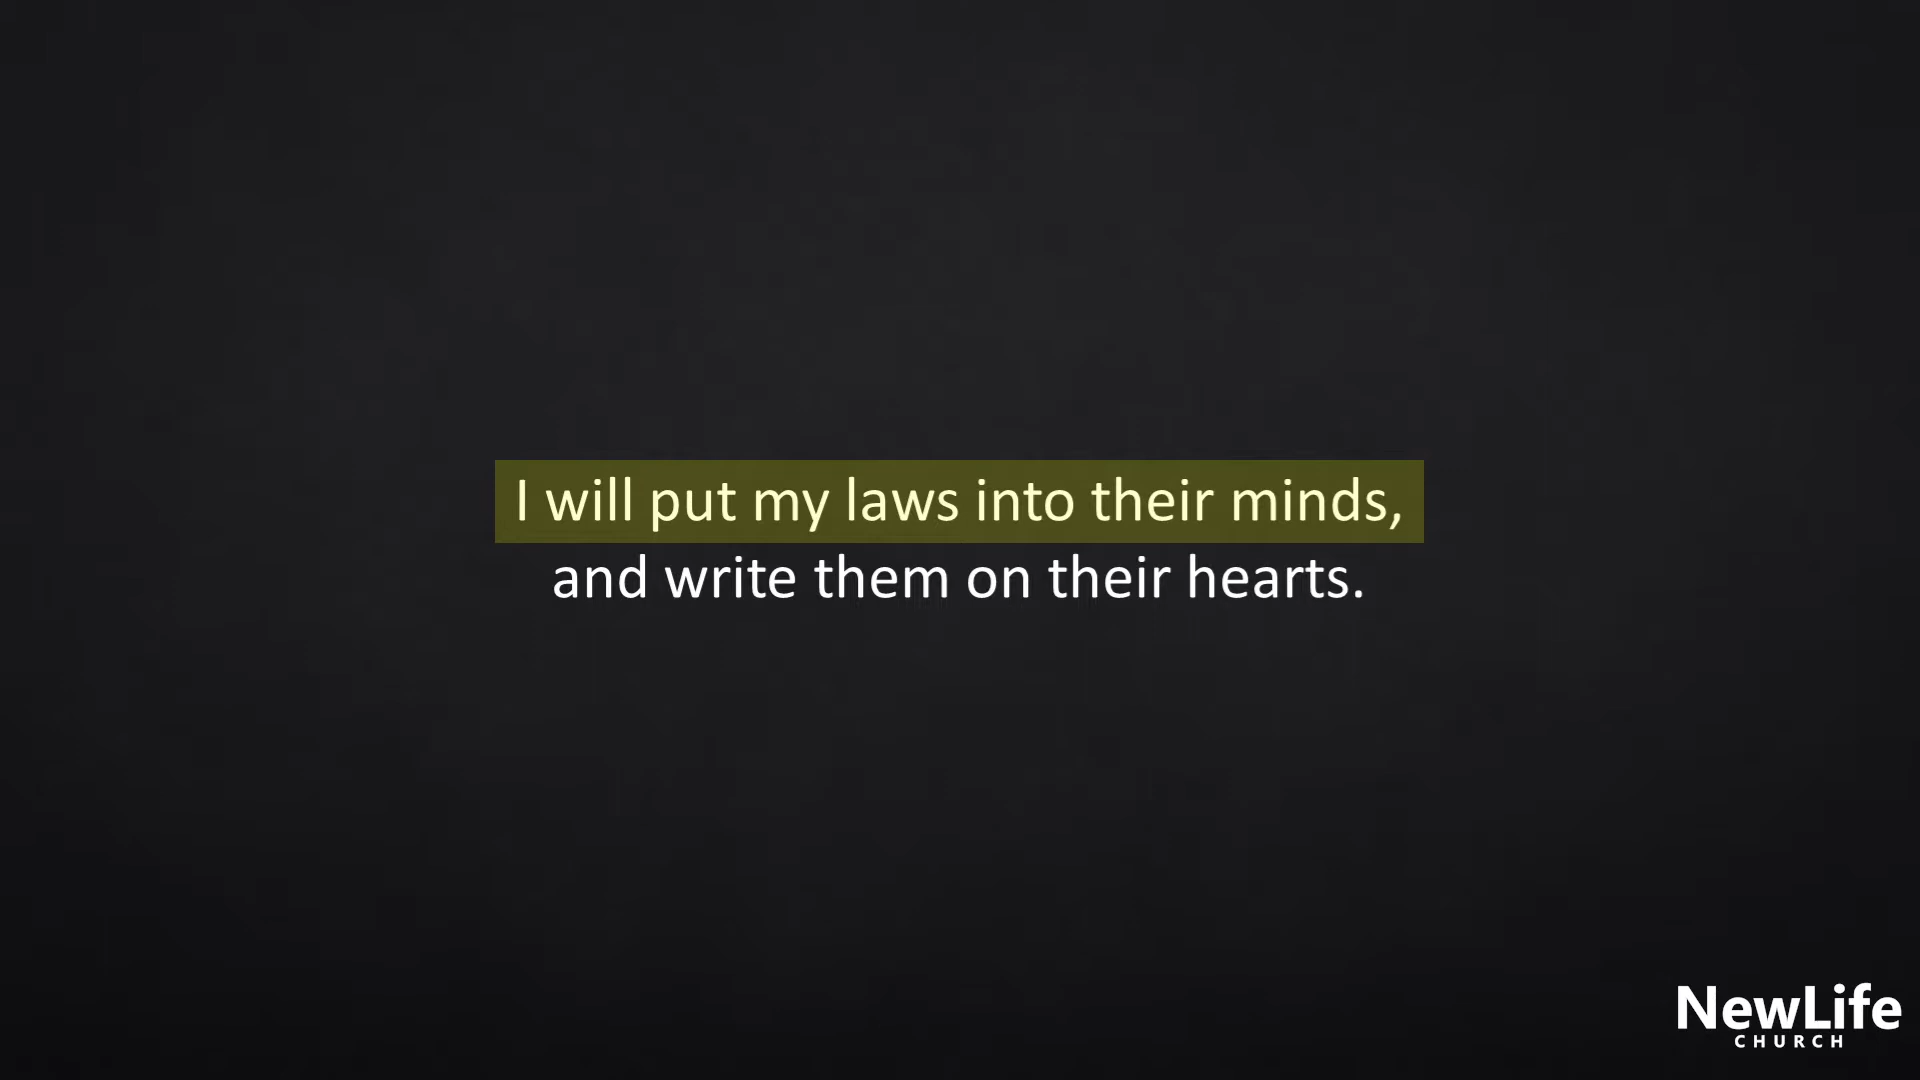 I will put my laws into their minds,
and write them on their hearts.
NewLife
CHURCH